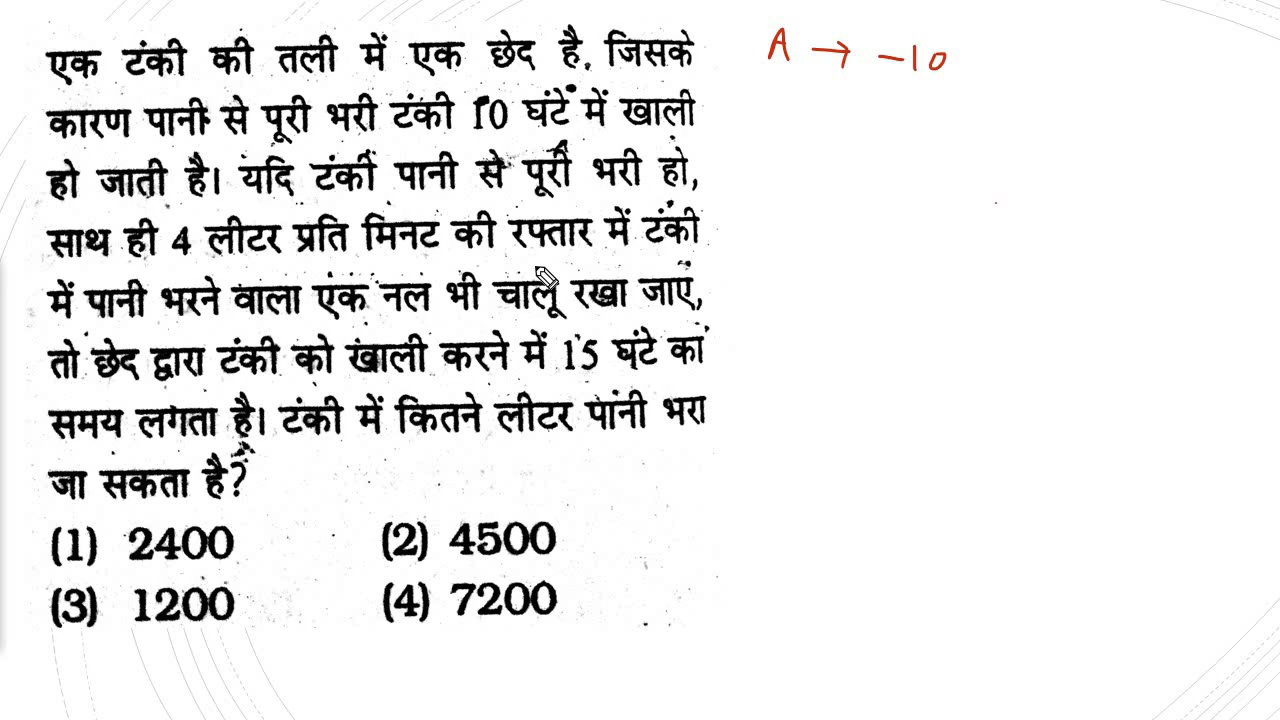 एक टंकी की तली में एक छेद है, जिसके
कारण पानी से पूरी भरी टंकी 10 घंटे में खाली
हो जाती है। यदि टंकी पानी से पूरी भरी हो,
साथ ही 4 लीटर प्रति मिनट की रफ्तार में टंकी
में पानी भरने वाला एक नल भी चालू रखा जाए,
तो छेद द्वारा टंकी को खाली करने में 15 घंटे का
समय लगता है। टंकी में कितने लीटर पानी भरा
जा सकता है?
(1) 2400 (2) 4500
(3) 1200 (4) 7200
A → -10